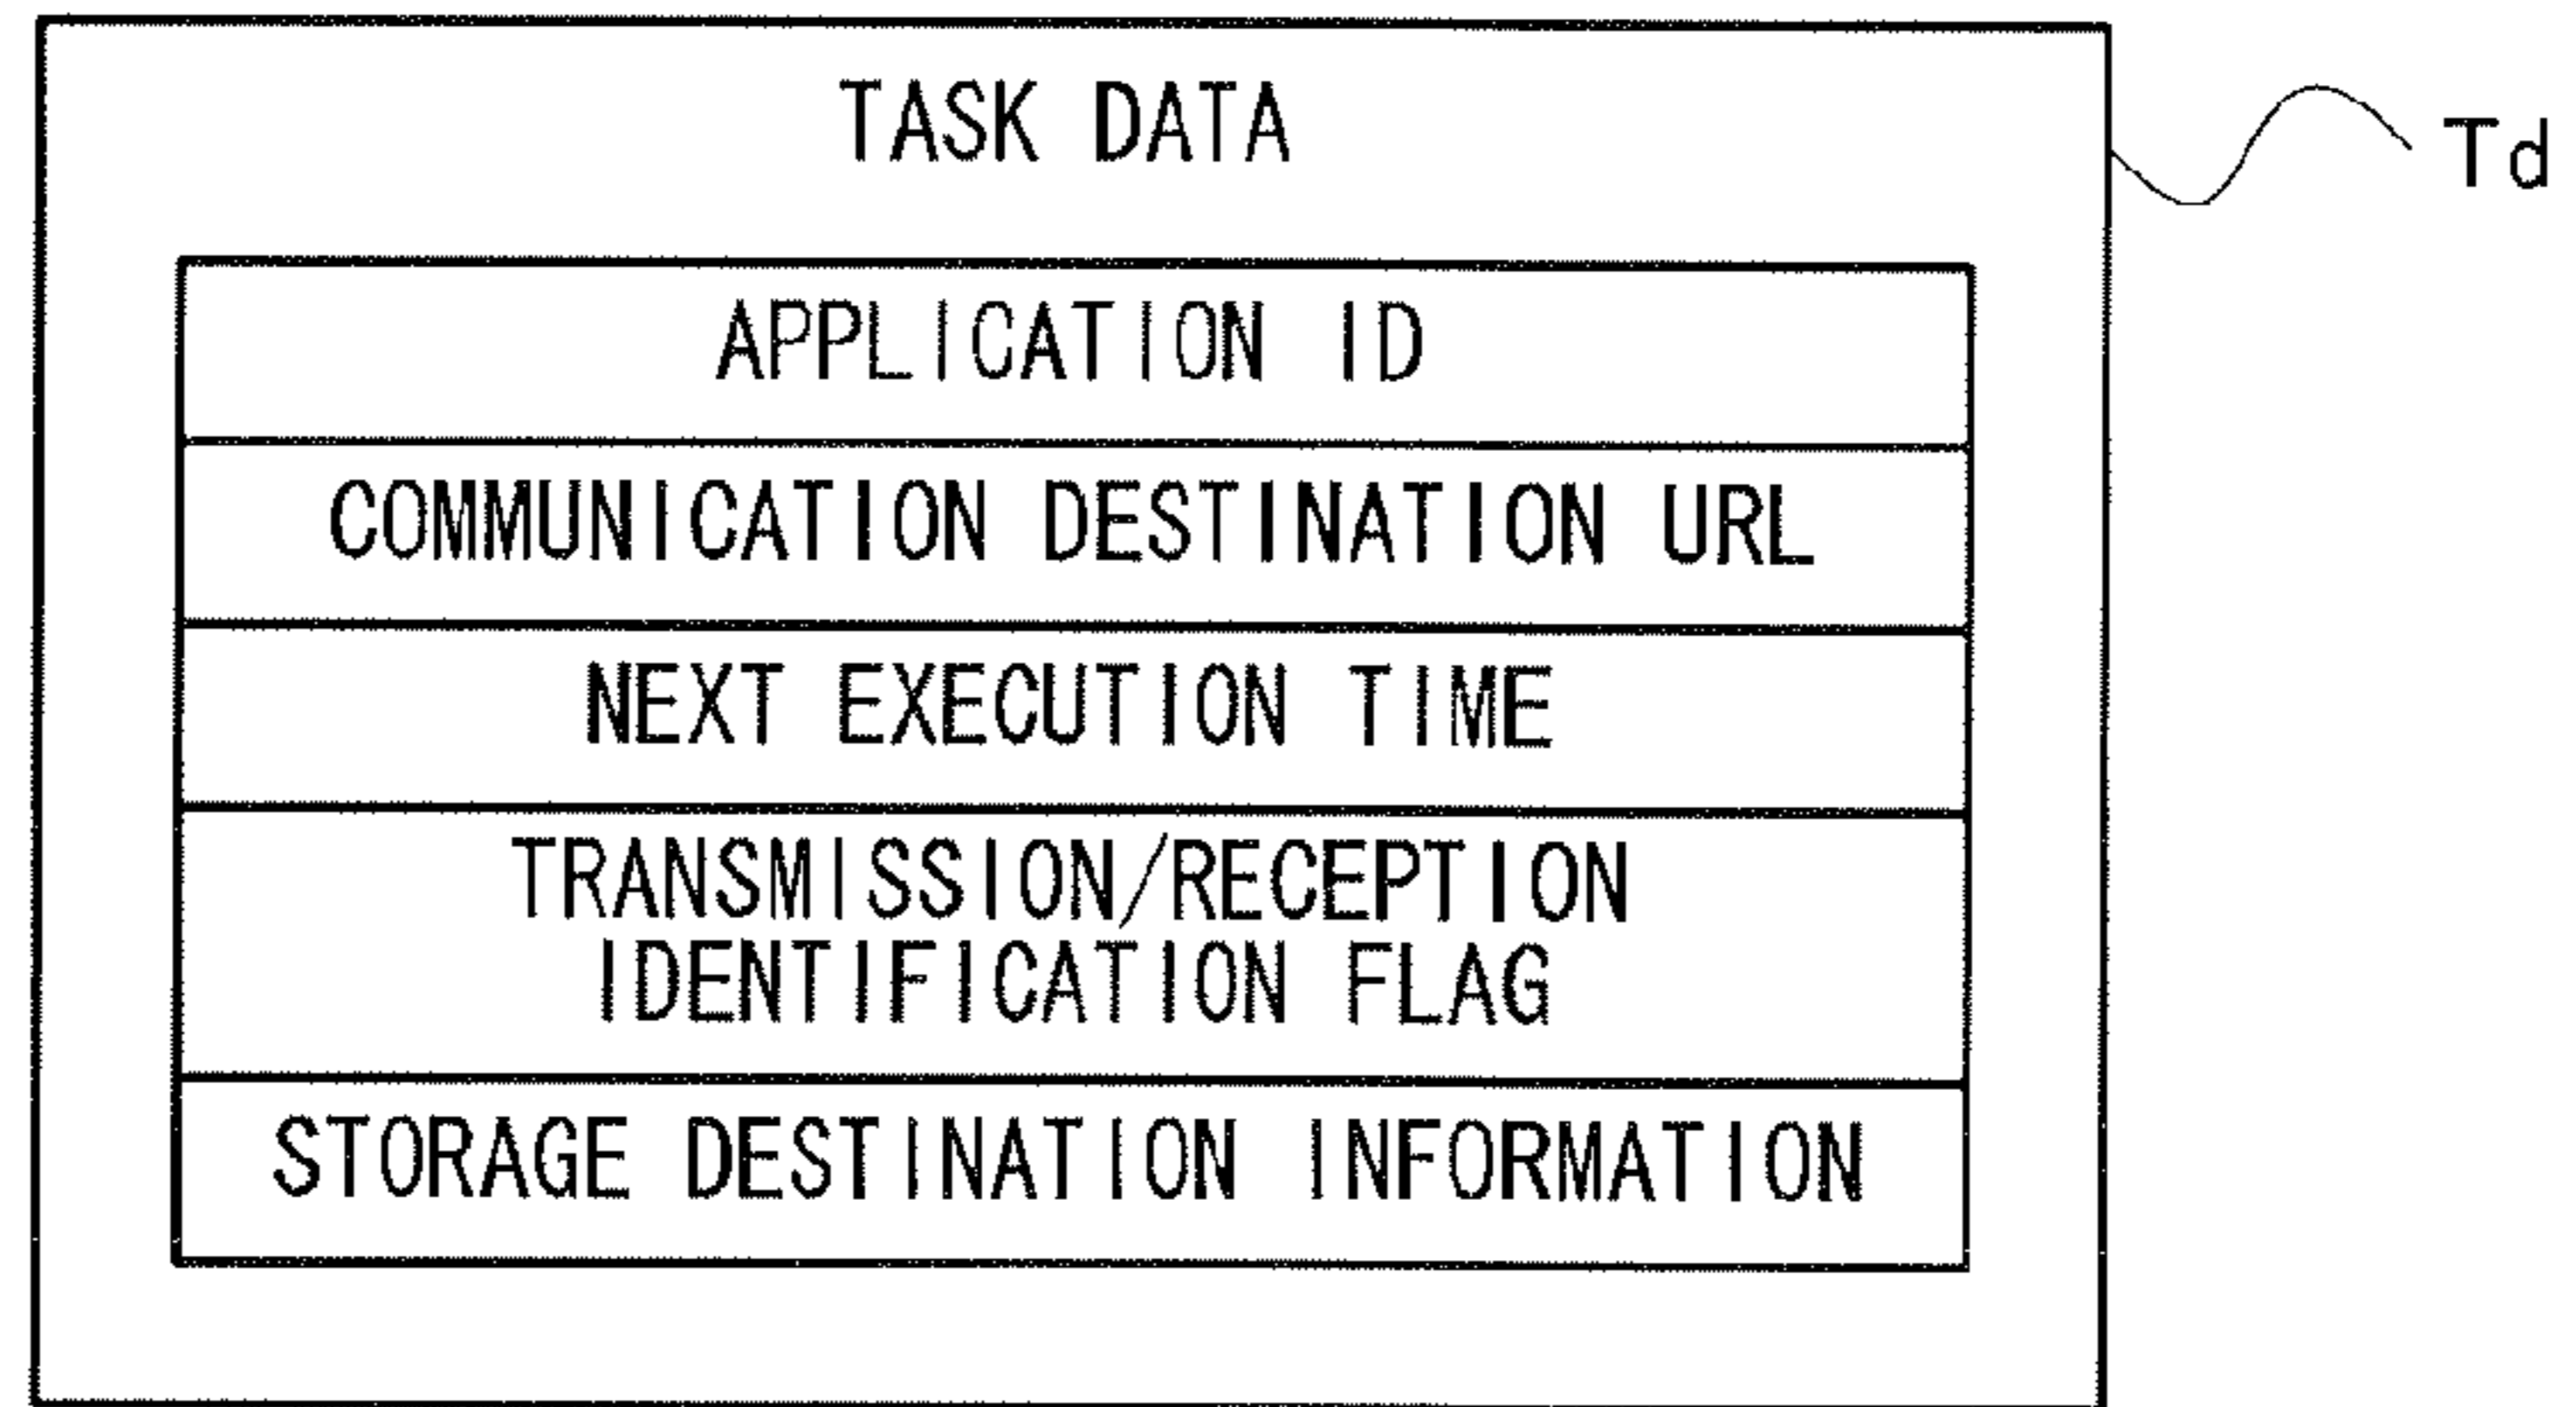 TASK DATA
Td
APPLICATION ID
COMMUNICATION DESTINATION URL
NEXT EXECUTION TIME
TRANSMISSION/RECEPTION
IDENTIFICATION FLAG
STORAGE DESTINATION INFORMATION